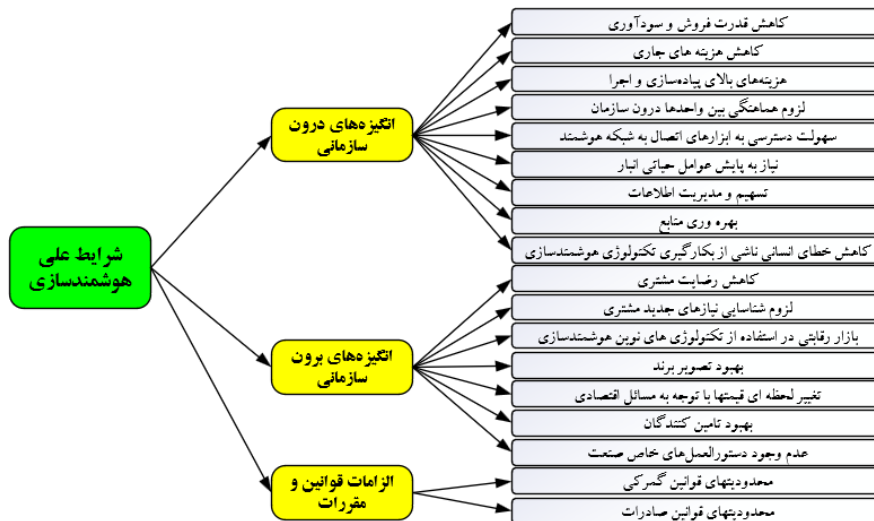 شرایط علی
هوشمندسازی
انگیزه‌های درون
سازمانی
کاهش قدرت فروش و سودآوری
کاهش هزینه های جاری
هزینه‌های بالای پیاده‌سازی و اجرا
لزوم هماهنگی بین واحدها درون سازمان
سهولت دسترسی به ابزارهای اتصال به شبکه هوشمند
نیاز به پایش عوامل حیاتی انبار
تسهیم و مدیریت اطلاعات
بهره وری منابع
کاهش خطای انسانی ناشی از بکارگیری تکنولوژی هوشمندسازی
انگیزه‌های برون
سازمانی
کاهش رضایت مشتری
لزوم شناسایی نیازهای جدید مشتری
بازار رقابتی در استفاده از تکنولوژی های نوین هوشمندسازی
بهبود تصویر برند
تغییر لحظه ای قیمتها با توجه به مسائل اقتصادی
بهبود تامین کنندگان
عدم وجود دستورالعمل‌های خاص صنعت
الزامات قوانین و
مقررات
محدودیتهای قوانین گمرکی
محدودیتهای قوانین صادرات